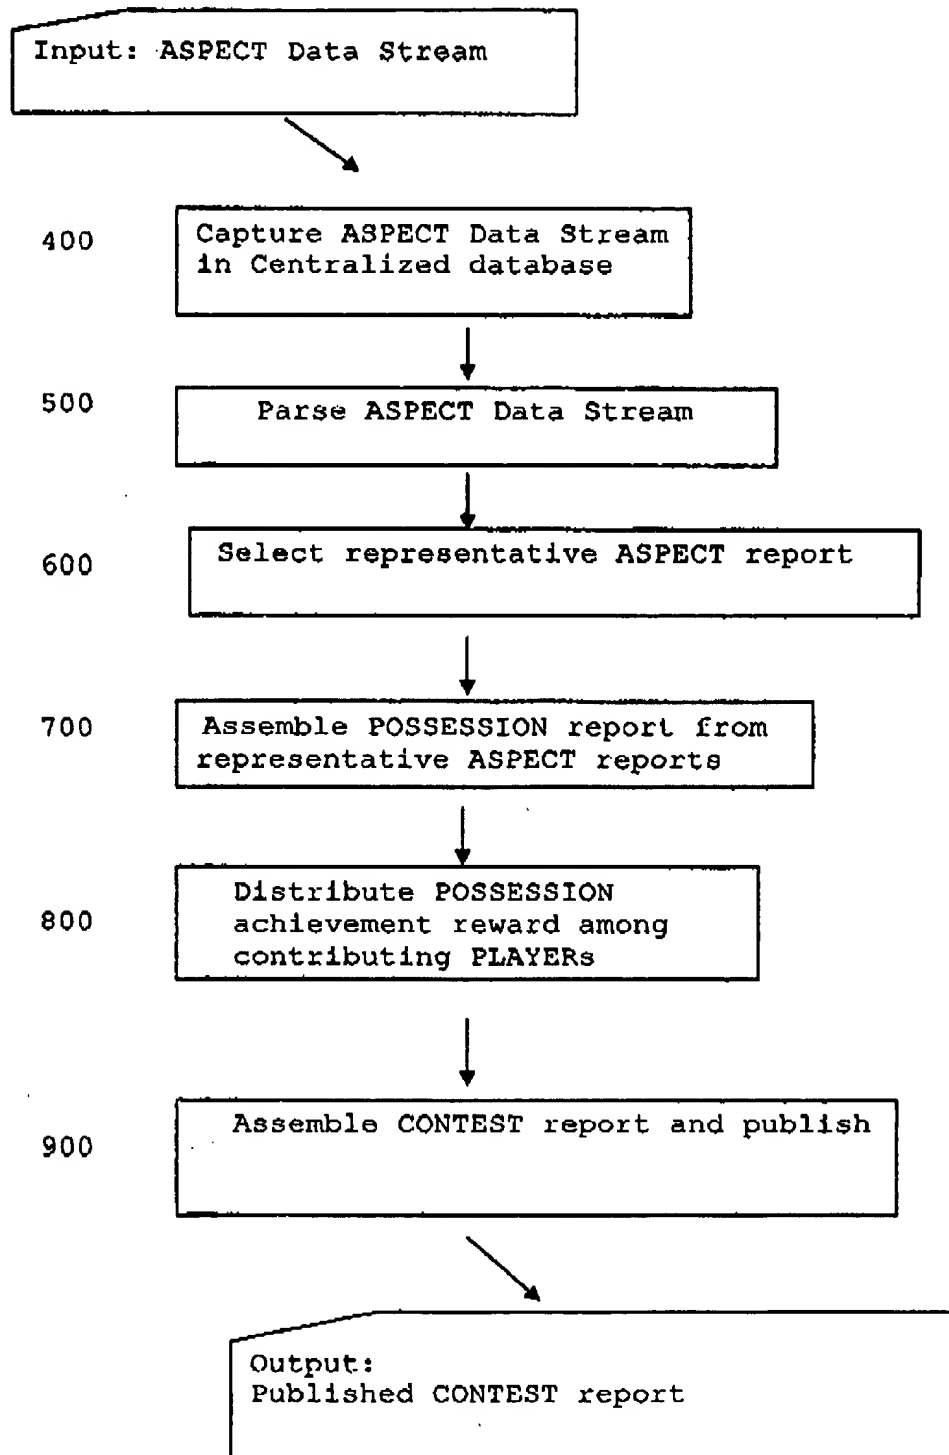 Input: ASPECT Data Stream
400
Capture ASPECT Data Stream
in Centralized database
500
Parse ASPECT Data Stream
600
Select representative ASPECT report
700
Assemble POSSESSION report from
representative ASPECT reports
800
Distribute POSSESSION
achievement reward among
contributing PLAYERs
900
Assemble CONTEST report and publish
Output:
Published CONTEST report